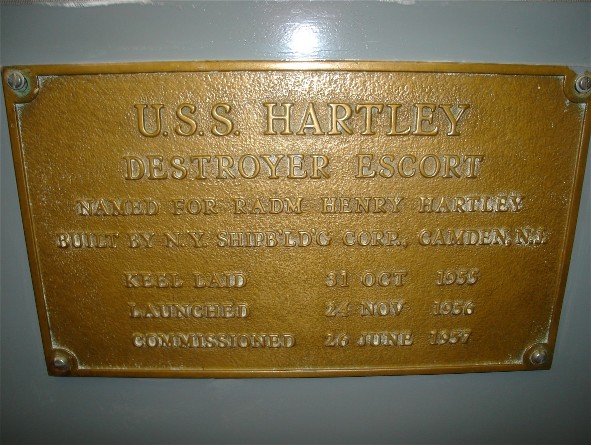 U.S.S. HARTLEY
DESTROYER ESCORT
NAMED FOR RADM HENRY HARTLEY
BUILT BY N.Y. SHIPB'LD'G CORP., CAMDEN, N.J.
KEEL LAID 31 OCT 1955
LAUNCHED 24 NOV 1956
COMMISSIONED 26 JUNE 1957